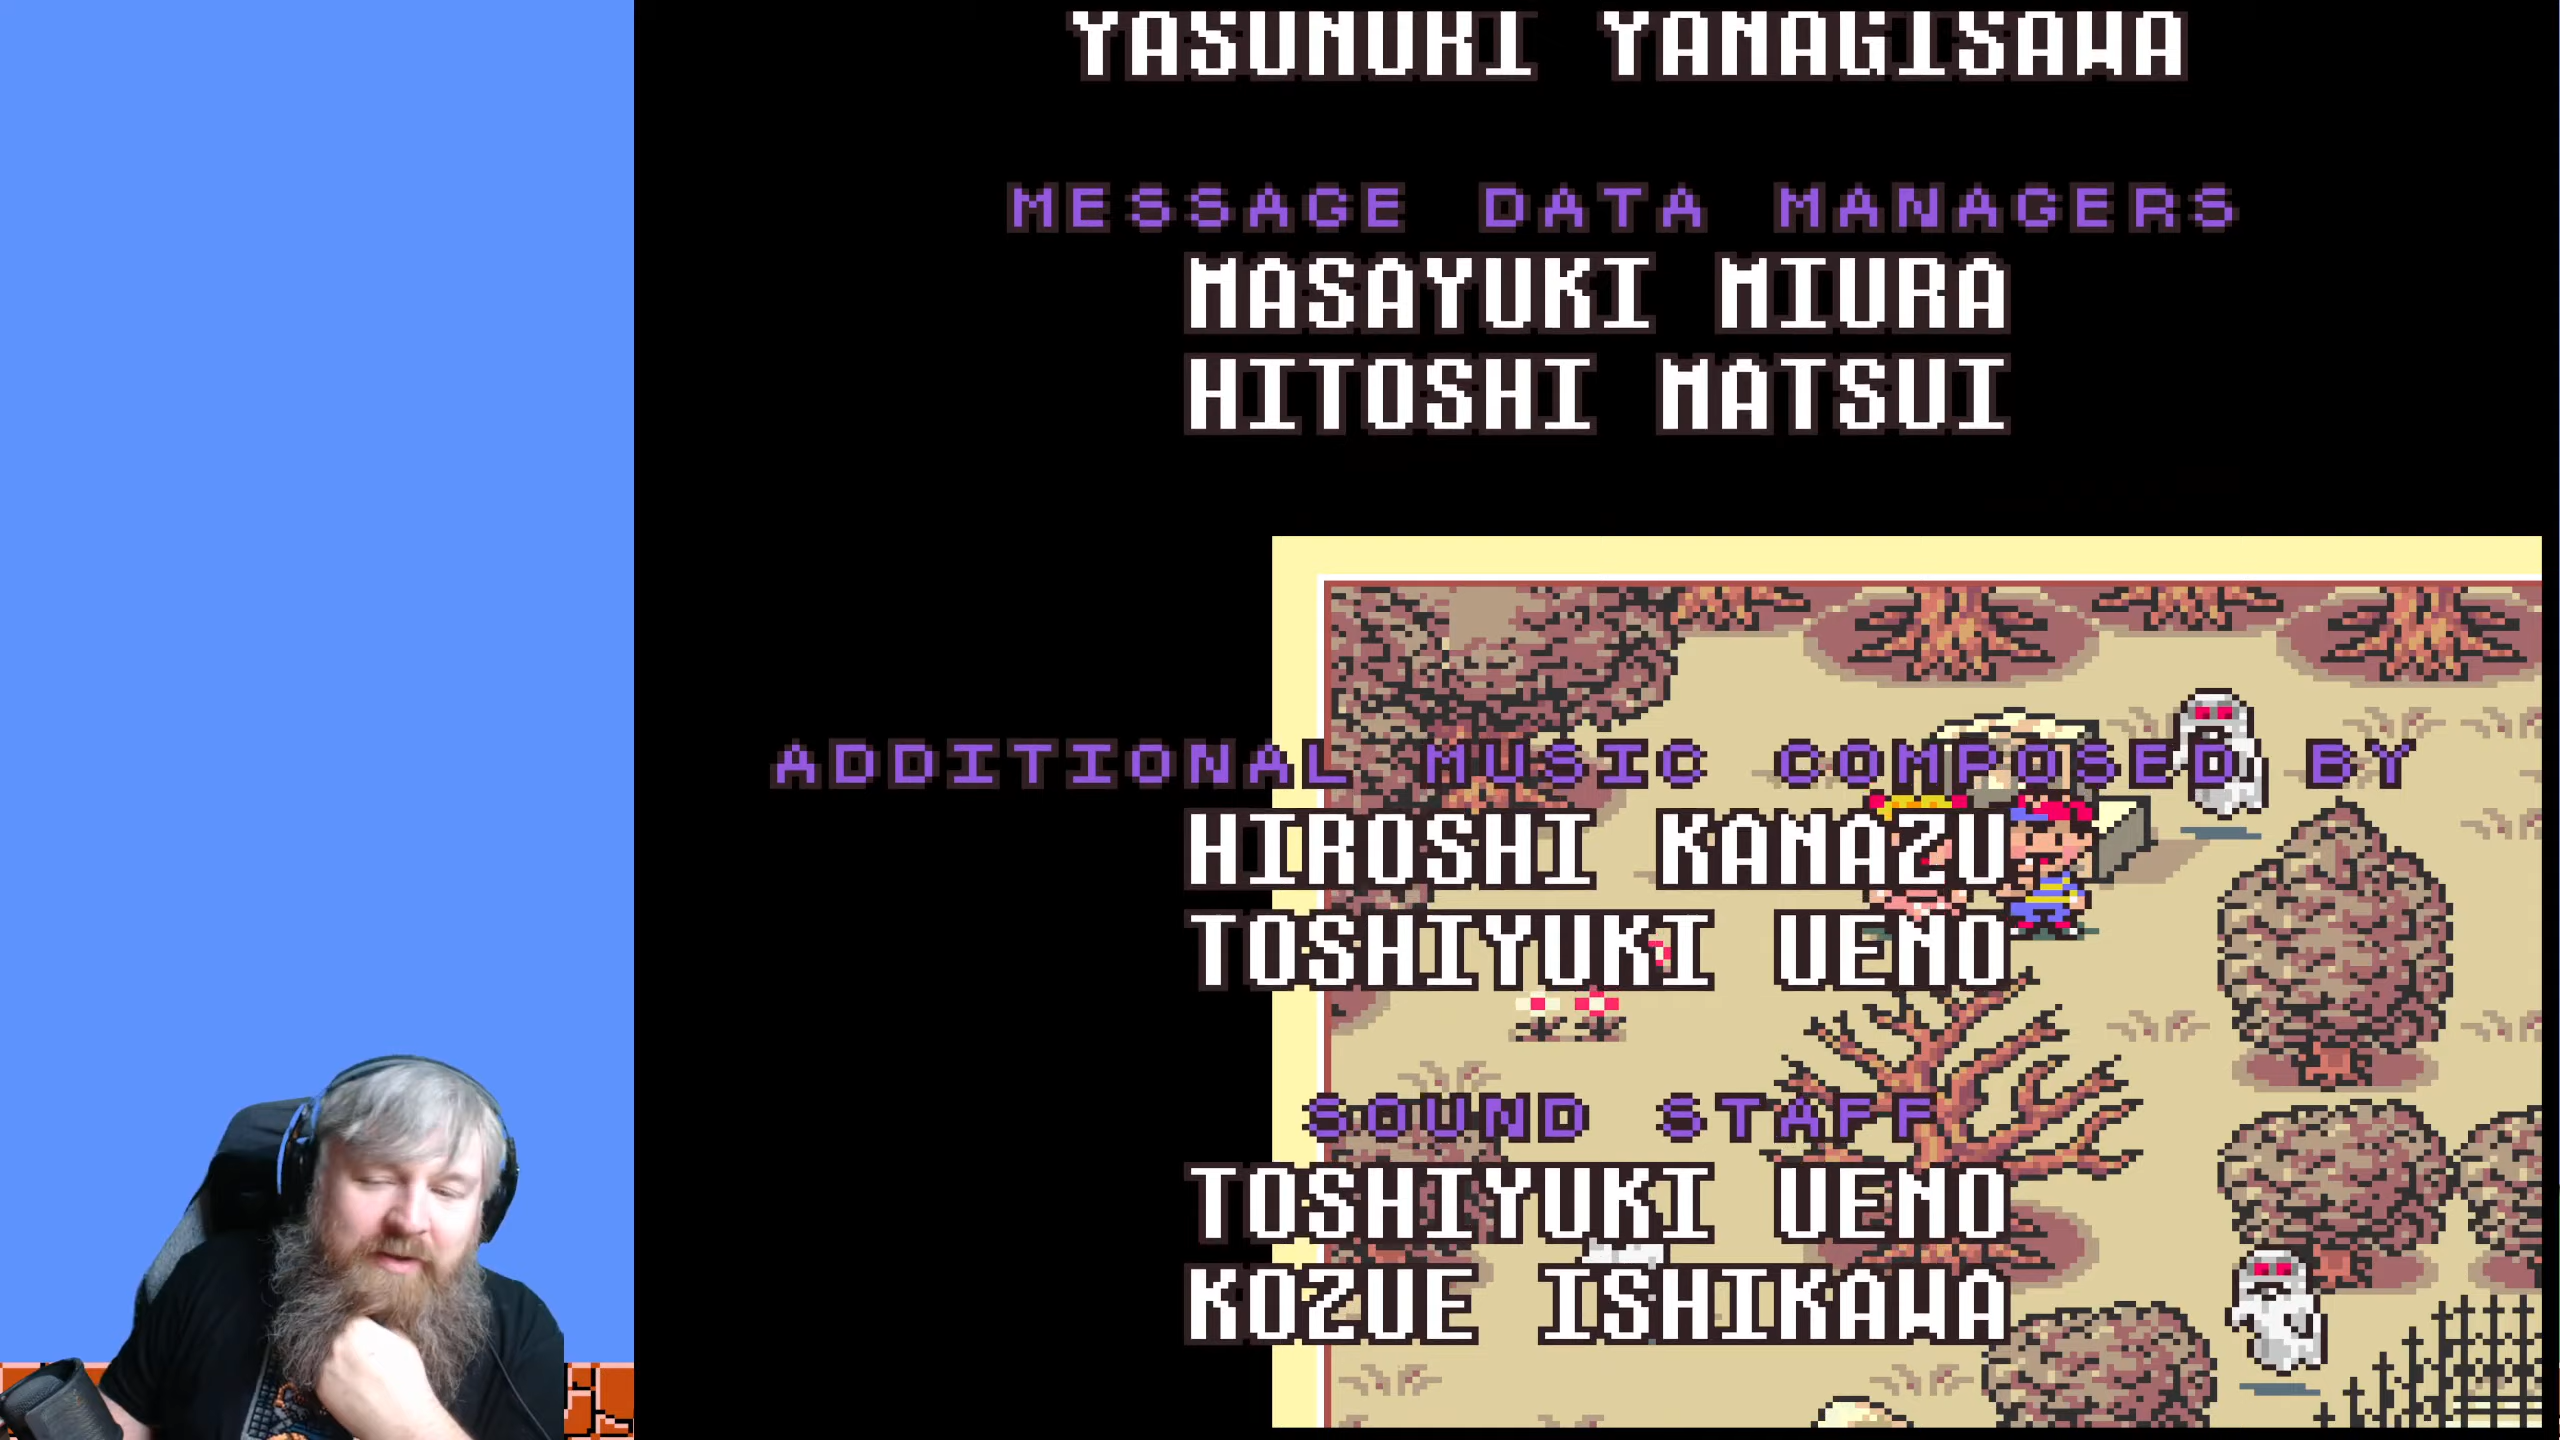 YASUNUKI YANAGISAWA
MESSAGE DATA MANAGERS
MASAYUKI MIURA
HITOSHI MATSUI
ADDITIONAL MUSIC COMPOSED BY
HIROSHI KANAZU
TOSHIYUKI UENO
SOUND STAFF
TOSHIYUKI UENO
KOZUE ISHIKAWA